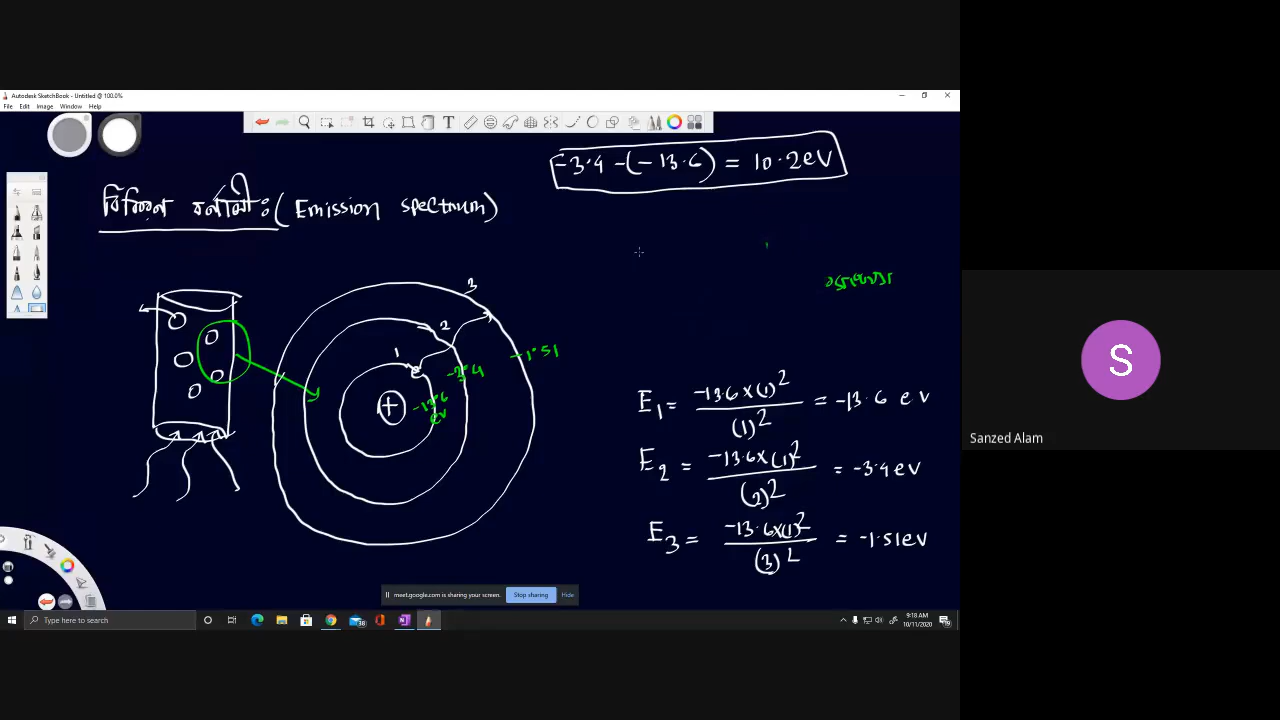 Autodesk SketchBook - Untitled @ 100.0%
File Edit Image Window Help
-3.4 -(-13.6) = 10.2eV
বিকিরণ বর্ণালী :(Emission spectrum)
3
2
1
-1.51
-3.4
-13.6
ev
+
E1 = -13.6×(1)² / (1)² = -13.6 eV
E2 = -13.6×(1)² / (2)² = -3.4eV
E3 = -13.6×(1)² / (3)² = -1.51eV
S
Sanzed Alam
meet.google.com is sharing your screen. Stop sharing Hide
Type here to search
9:18 AM
10/11/2020